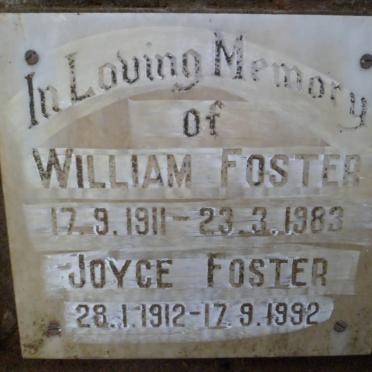 In Loving Memory
of
WILLIAM FOSTER
17.9.1911-23.3.1983
JOYCE FOSTER
28.1.1912-17.9.1992